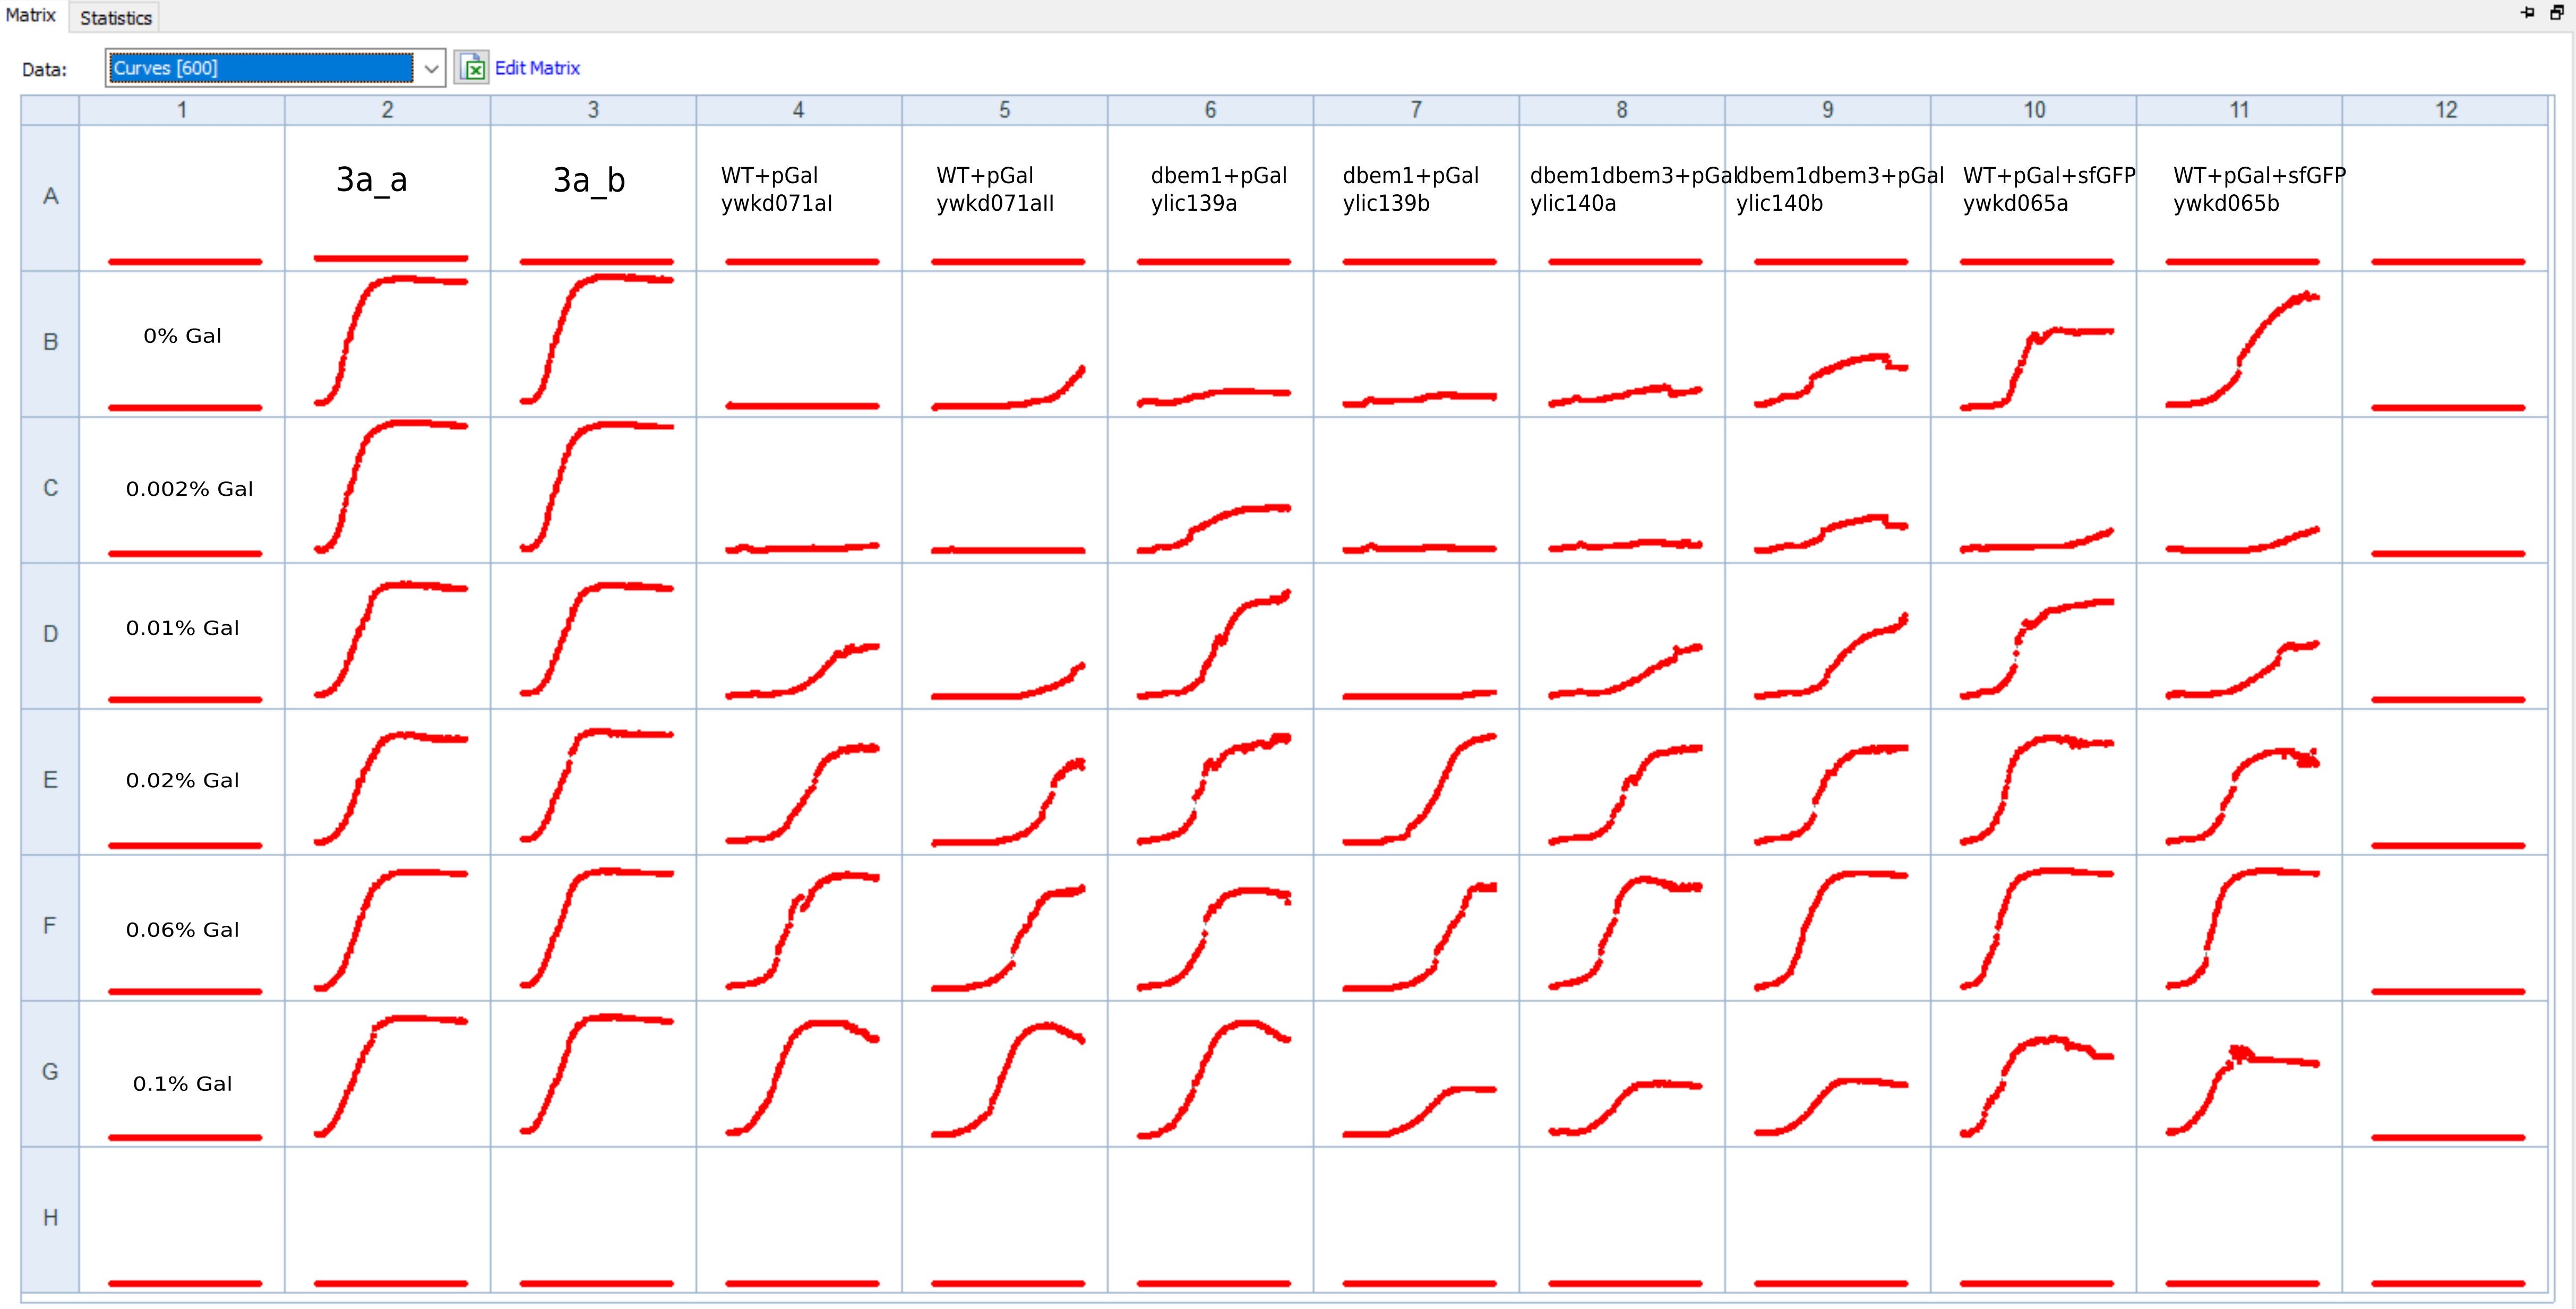 Matrix
Statistics
Data:
Curves [600]
Edit Matrix
1 2 3 4 5 6 7 8 9 10 11 12
A
3a_a
3a_b
WT+pGal
ywkd071aI
WT+pGal
ywkd071aII
dbem1+pGal
ylic139a
dbem1+pGal
ylic139b
dbem1dbem3+pGal
ylic140a
dbem1dbem3+pGal
ylic140b
WT+pGal+sfGFP
ywkd065a
WT+pGal+sfGFP
ywkd065b
B
0% Gal
C
0.002% Gal
D
0.01% Gal
E
0.02% Gal
F
0.06% Gal
G
0.1% Gal
H